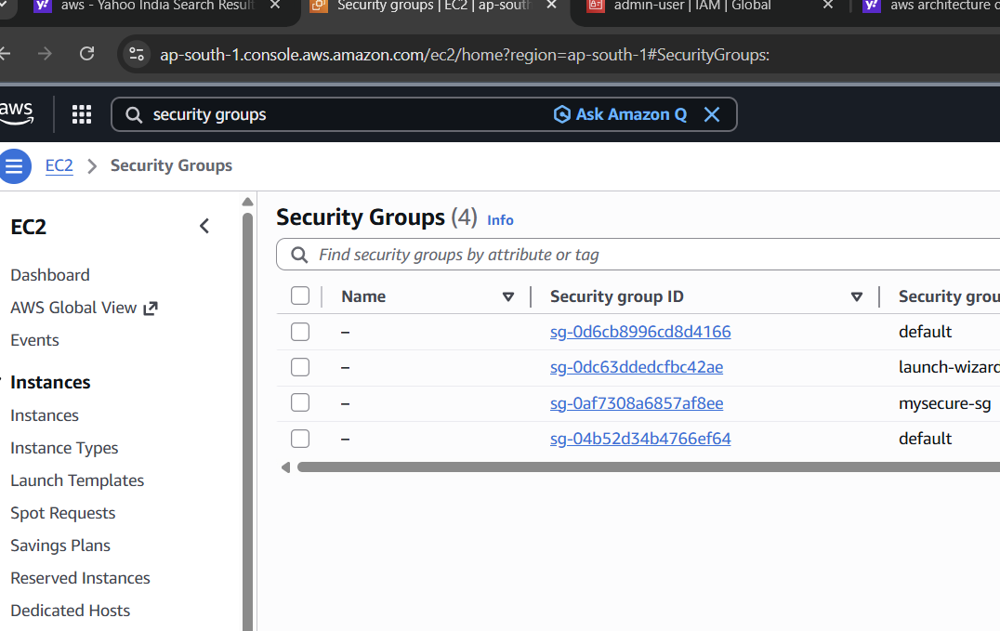 aws - Yahoo India Search Result
Security groups | EC2 | ap-south
admin-user | IAM | Global
aws architecture
ap-south-1.console.aws.amazon.com/ec2/home?region=ap-south-1#SecurityGroups:
aws
security groups
Ask Amazon Q
EC2
Security Groups
EC2
Dashboard
AWS Global View
Events
Instances
Instances
Instance Types
Launch Templates
Spot Requests
Savings Plans
Reserved Instances
Dedicated Hosts
Security Groups (4) Info
Find security groups by attribute or tag
Name Security group ID Security grou
– sg-0d6cb8996cd8d4166 default
– sg-0dc63ddedcfbc42ae launch-wizard
– sg-0af7308a6857af8ee mysecure-sg
– sg-04b52d34b4766ef64 default